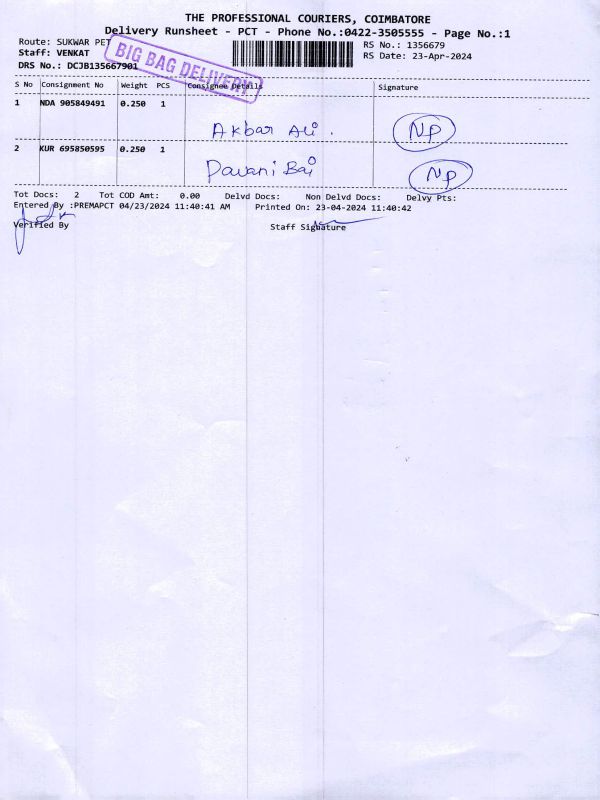 THE PROFESSIONAL COURIERS, COIMBATORE
Delivery Runsheet - PCT - Phone No.:0422-3505555 - Page No.:1
Route: SUKWAR PET
RS No.: 1356679
Staff: VENKAT
RS Date: 23-Apr-2024
DRS No.: DCJB135667901
BIG BAG DELIVERY
S No Consignment No Weight PCS Consignee Details Signature
1 NDA 905849491 0.250 1
Akbar Ali. NP
2 KUR 695850595 0.250 1
Pavani Bai NP
Tot Docs: 2 Tot COD Amt: 0.00 Delvd Docs: Non Delvd Docs: Delvy Pts:
Entered By :PREMAPCT 04/23/2024 11:40:41 AM Printed On: 23-04-2024 11:40:42
Verified By Staff Signature